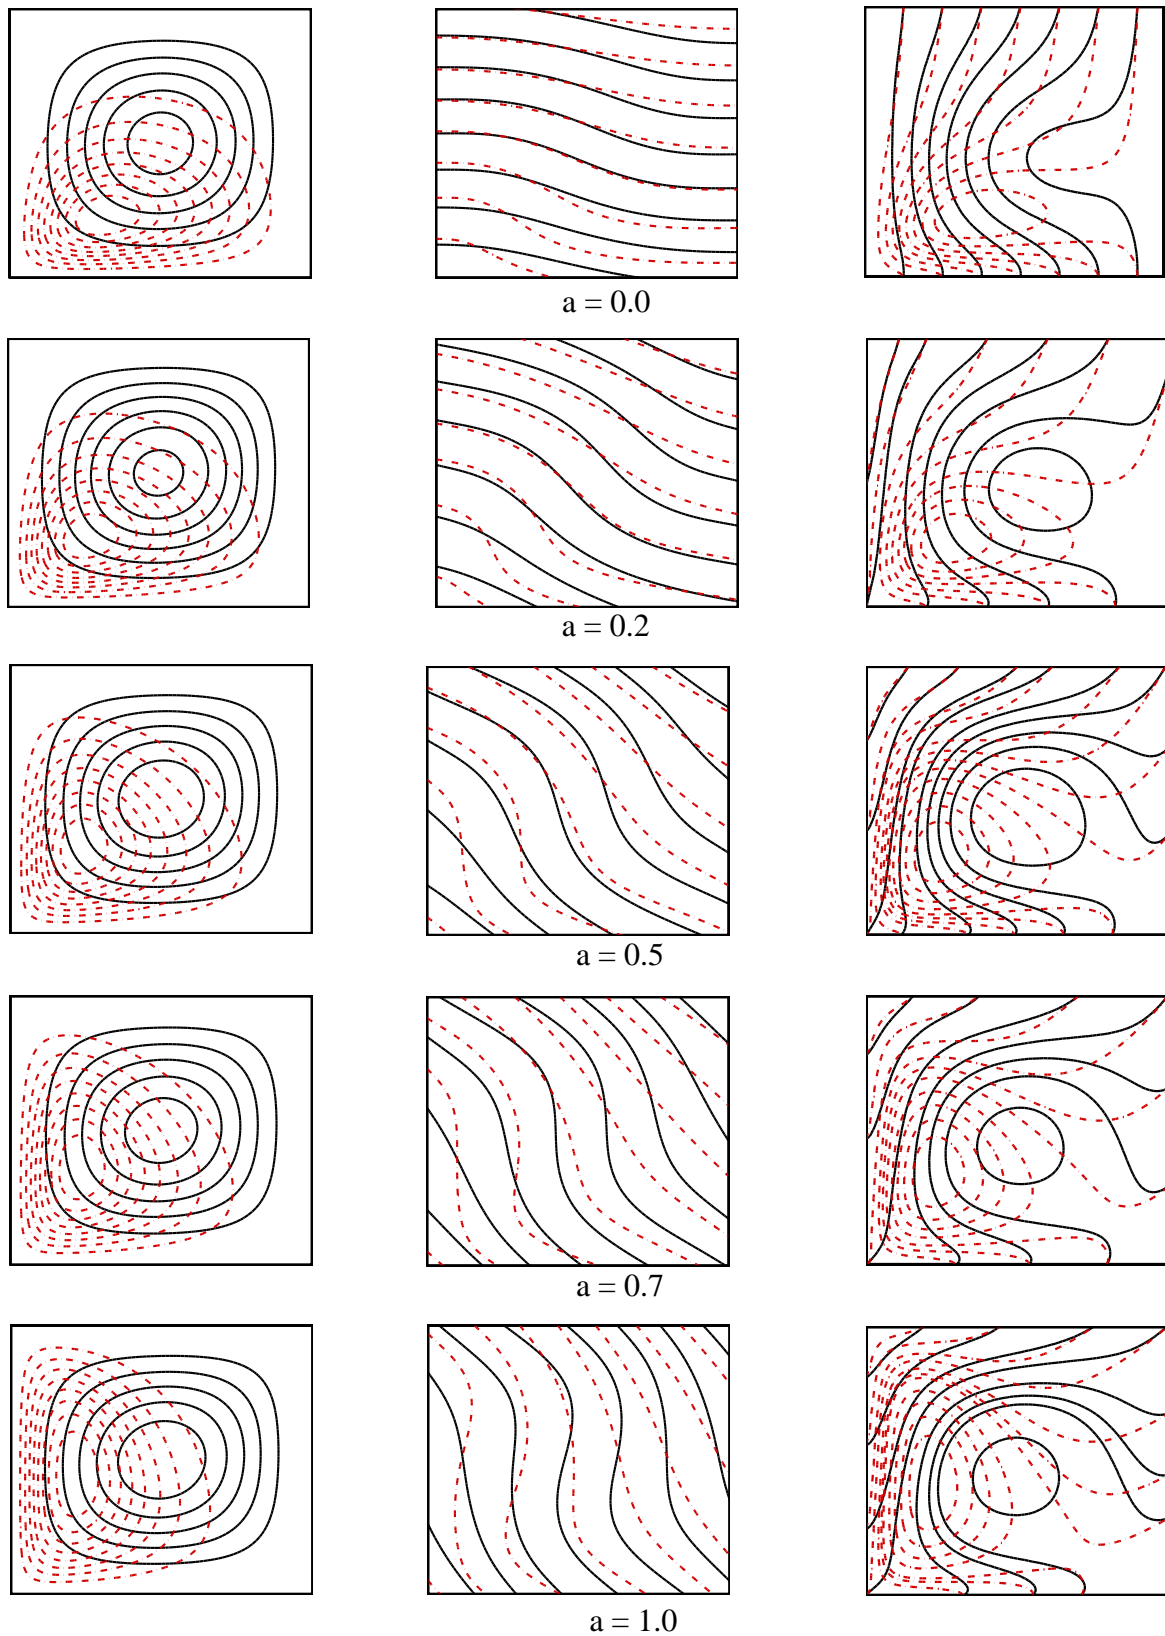 a = 0.0
a = 0.2
a = 0.5
a = 0.7
a = 1.0